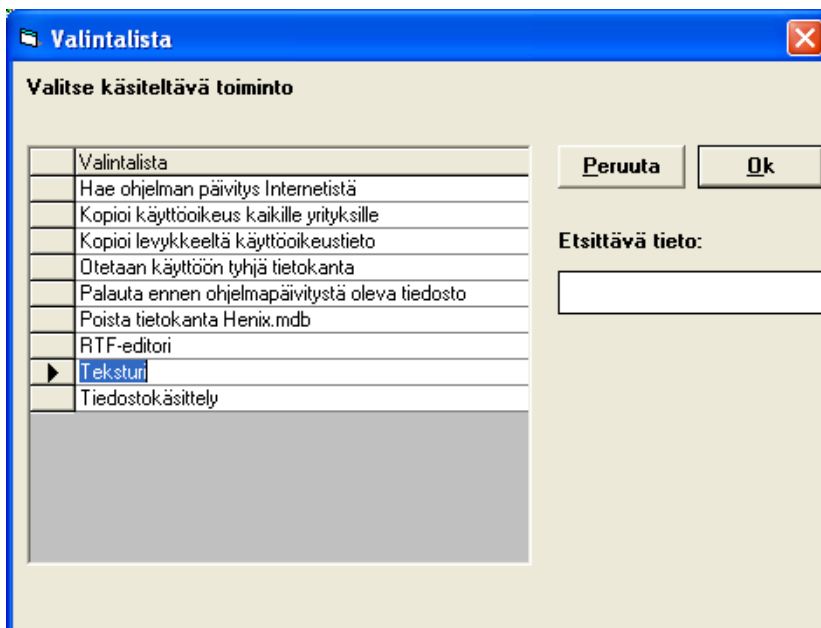 Valintalista
Valitse käsiteltävä toiminto
Valintalista
Hae ohjelman päivitys Internetistä
Kopioi käyttöoikeus kaikille yrityksille
Kopioi levykkeeltä käyttöoikeustieto
Otetaan käyttöön tyhjä tietokanta
Palauta ennen ohjelmapäivitystä oleva tiedosto
Poista tietokanta Henix.mdb
RTF-editori
Teksturi
Tiedostokäsittely
Peruuta Ok
Etsittävä tieto: